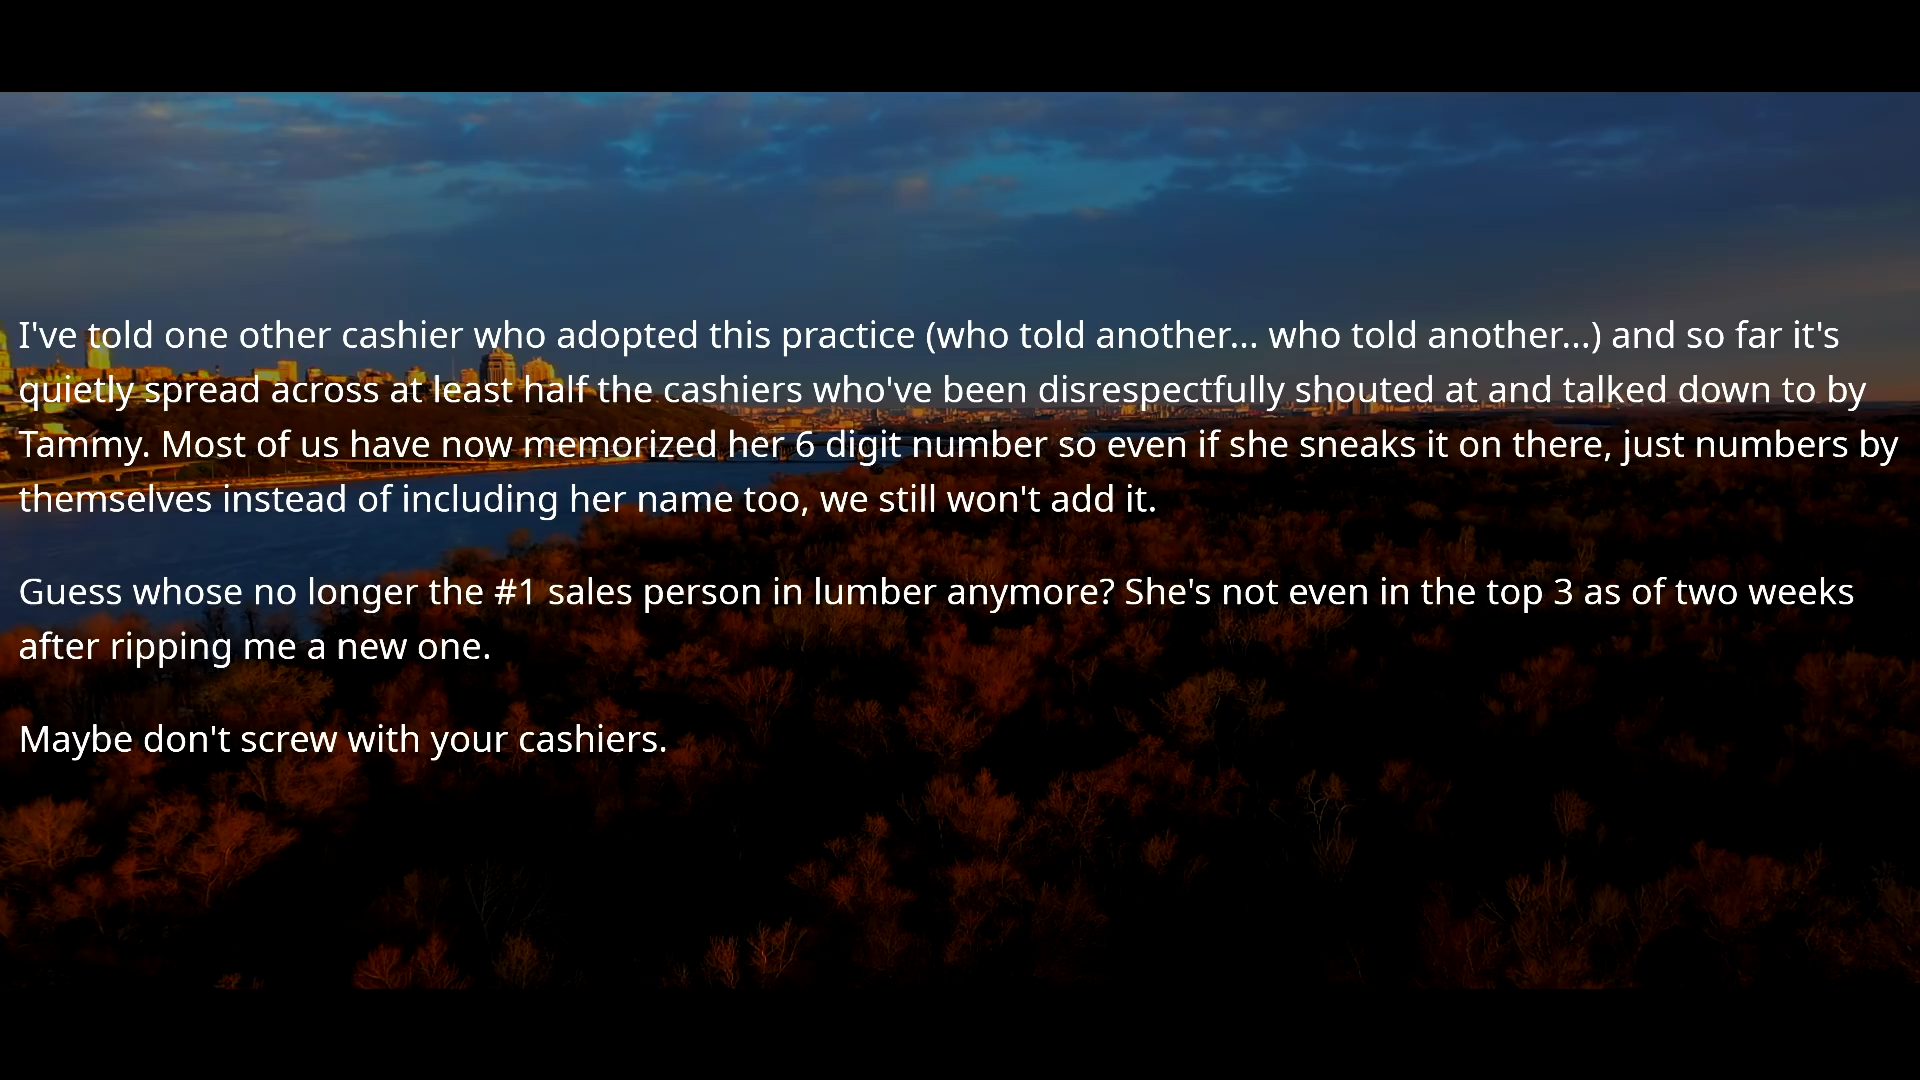 I've told one other cashier who adopted this practice (who told another... who told another...) and so far it's
quietly spread across at least half the cashiers who've been disrespectfully shouted at and talked down to by
Tammy. Most of us have now memorized her 6 digit number so even if she sneaks it on there, just numbers by
themselves instead of including her name too, we still won't add it.
Guess whose no longer the #1 sales person in lumber anymore? She's not even in the top 3 as of two weeks
after ripping me a new one.
Maybe don't screw with your cashiers.